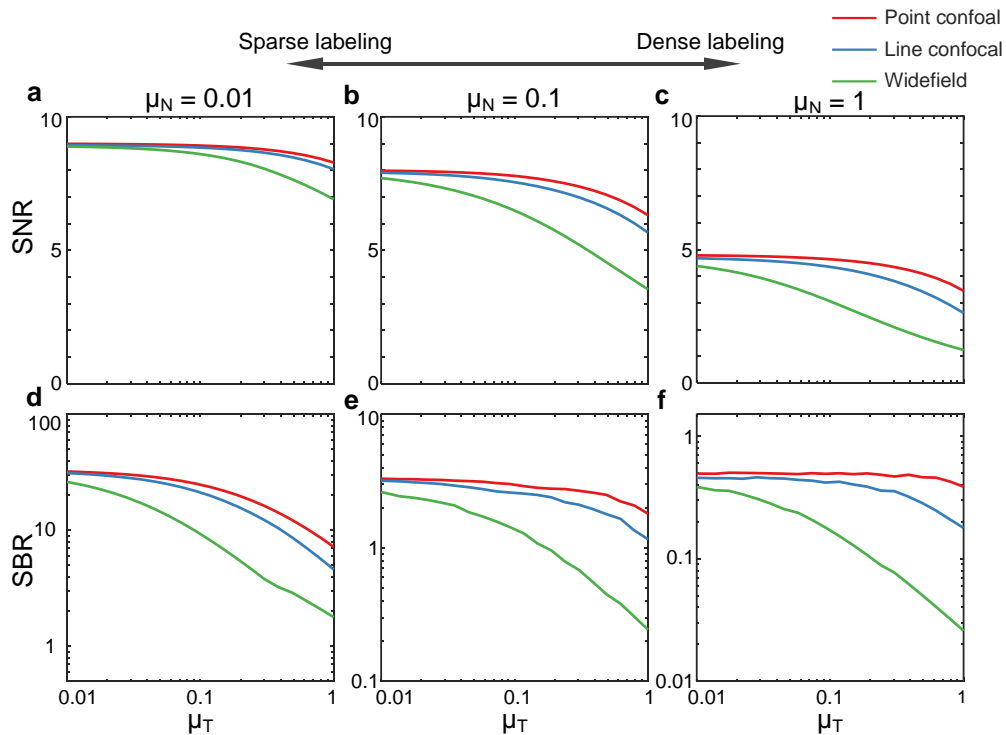 Point confoal
Line confocal
Widefield
Sparse labeling
Dense labeling
a
μN = 0.01
b
μN = 0.1
c
μN = 1
SNR
10
5
0
10
5
0
10
5
0
d
e
f
SBR
100
10
1
10
1
0.1
1
0.1
0.01
0.01
0.1
1
0.01
0.1
1
0.01
0.1
1
μT
μT
μT